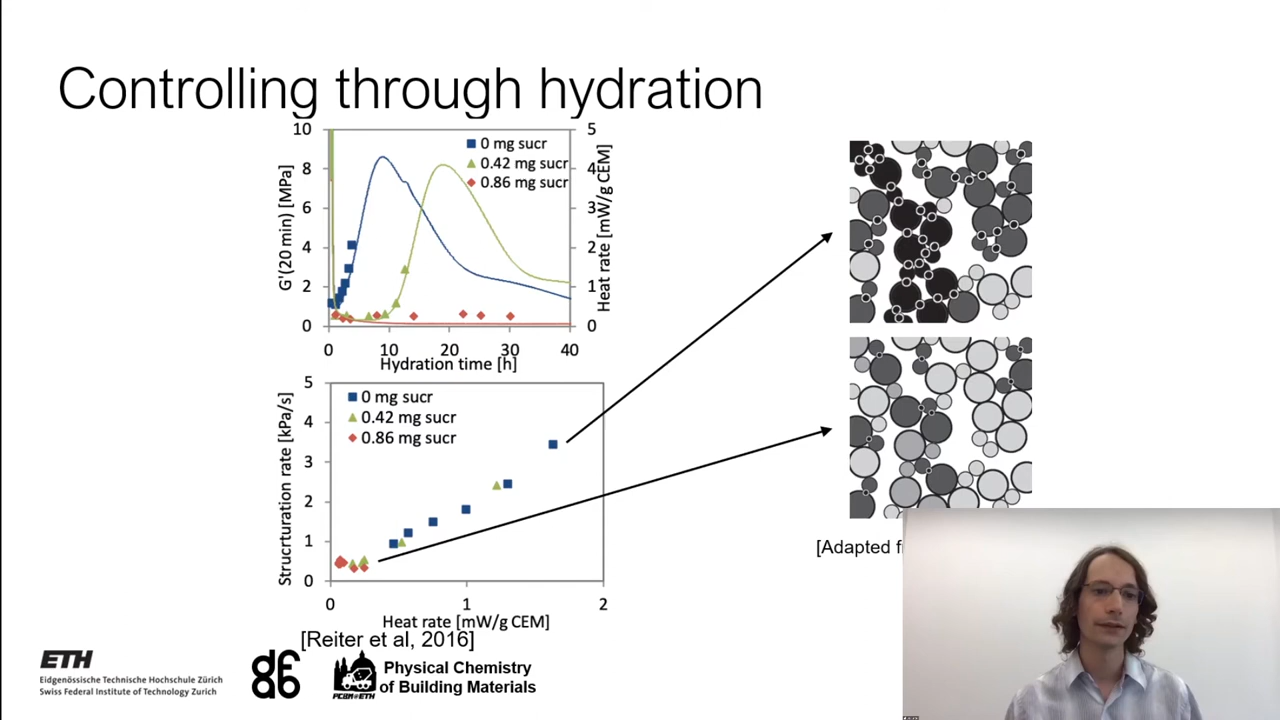 Controlling through hydration
10
8
6
4
2
0
G'(20 min) [MPa]
0 mg sucr
0.42 mg sucr
0.86 mg sucr
5
4
3
2
1
0
Heat rate [mW/g CEM]
0 10 20 30 40
Hydration time [h]
5
4
3
2
1
0
Strucrturation rate [kPa/s]
0 mg sucr
0.42 mg sucr
0.86 mg sucr
0 1 2
Heat rate [mW/g CEM]
[Reiter et al, 2016]
[Adapted f
ETH
Eidgenössische Technische Hochschule Zürich
Swiss Federal Institute of Technology Zurich
dfab
PCBM@ETH
Physical Chemistry
of Building Materials